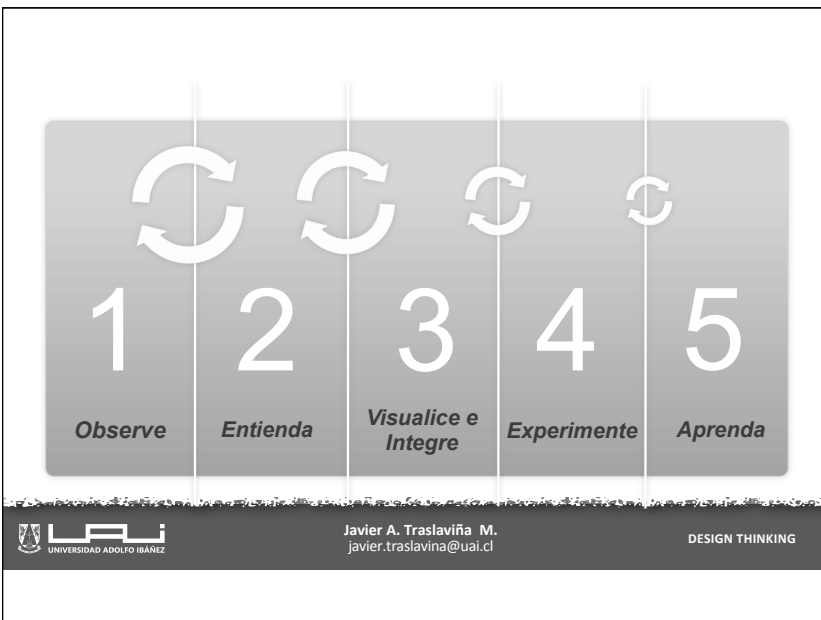 1
2
3
4
5
Observe
Entienda
Visualice e
Integre
Experimente
Aprenda
UAI
UNIVERSIDAD ADOLFO IBÁÑEZ
Javier A. Traslaviña M.
javier.traslavina@uai.cl
DESIGN THINKING